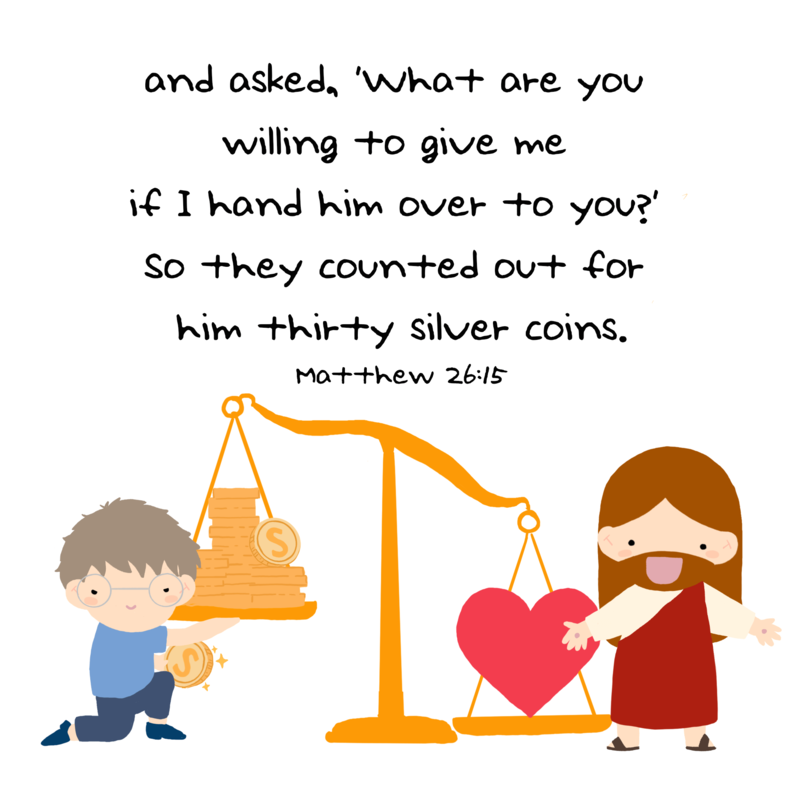 and asked, 'What are you
willing to give me
if I hand him over to you?'
So they counted out for
him thirty silver coins.
Matthew 26:15
$
$